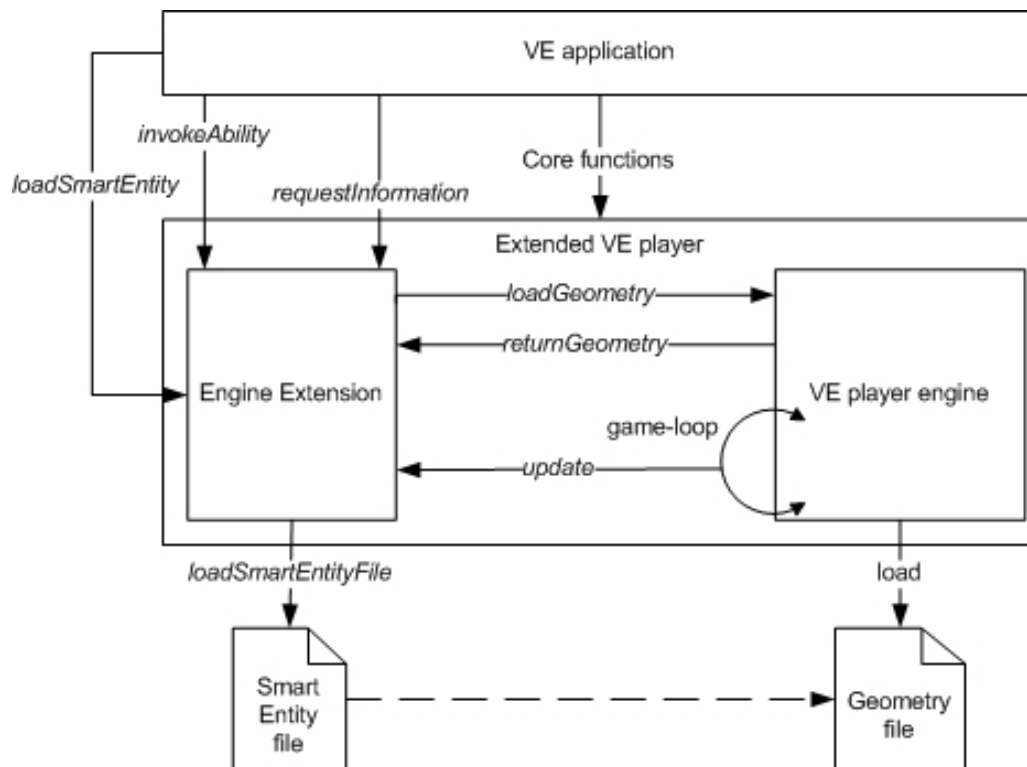 VE application
invokeAbility
Core functions
loadSmartEntity
requestInformation
Extended VE player
loadGeometry
returnGeometry
Engine Extension
VE player engine
game-loop
update
loadSmartEntityFile
load
Smart
Entity
file
Geometry
file